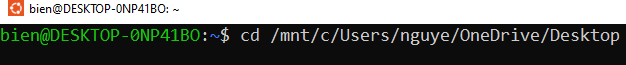 bien@DESKTOP-0NP41BO: ~
bien@DESKTOP-0NP41BO:~$ cd /mnt/c/Users/nguye/OneDrive/Desktop